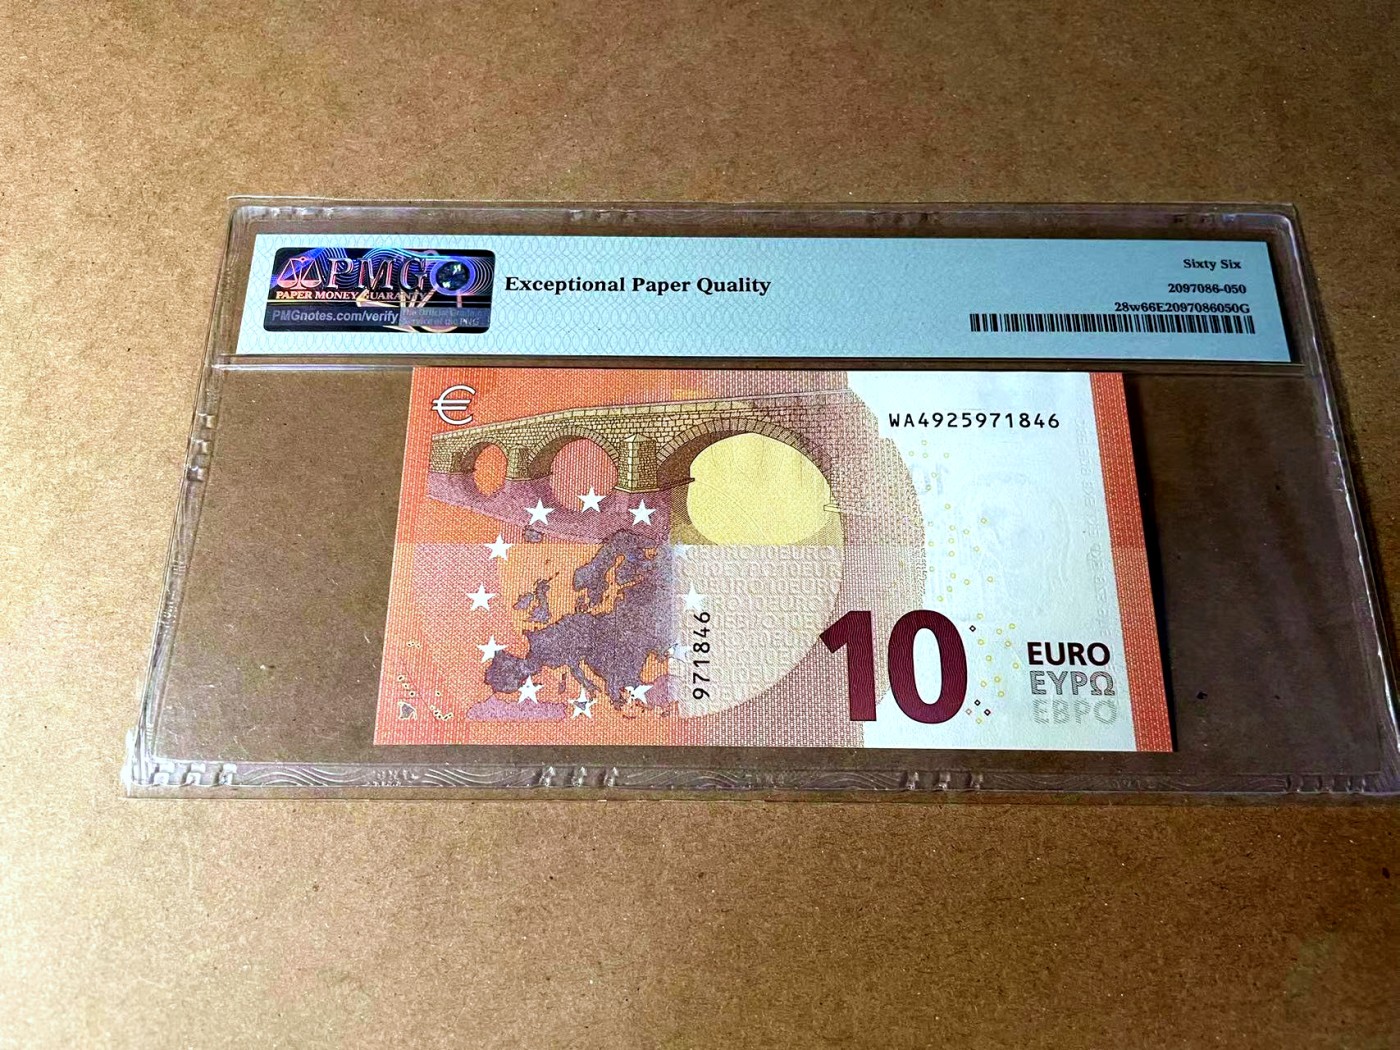 PMG
PAPER MONEY GUARANTY
PMGnotes.com/verify
Exceptional Paper Quality
Sixty Six
2097086-050
28w66E2097086050G
€
WA4925971846
971846
10
EURO
ΕΥΡΩ
ЕВРО